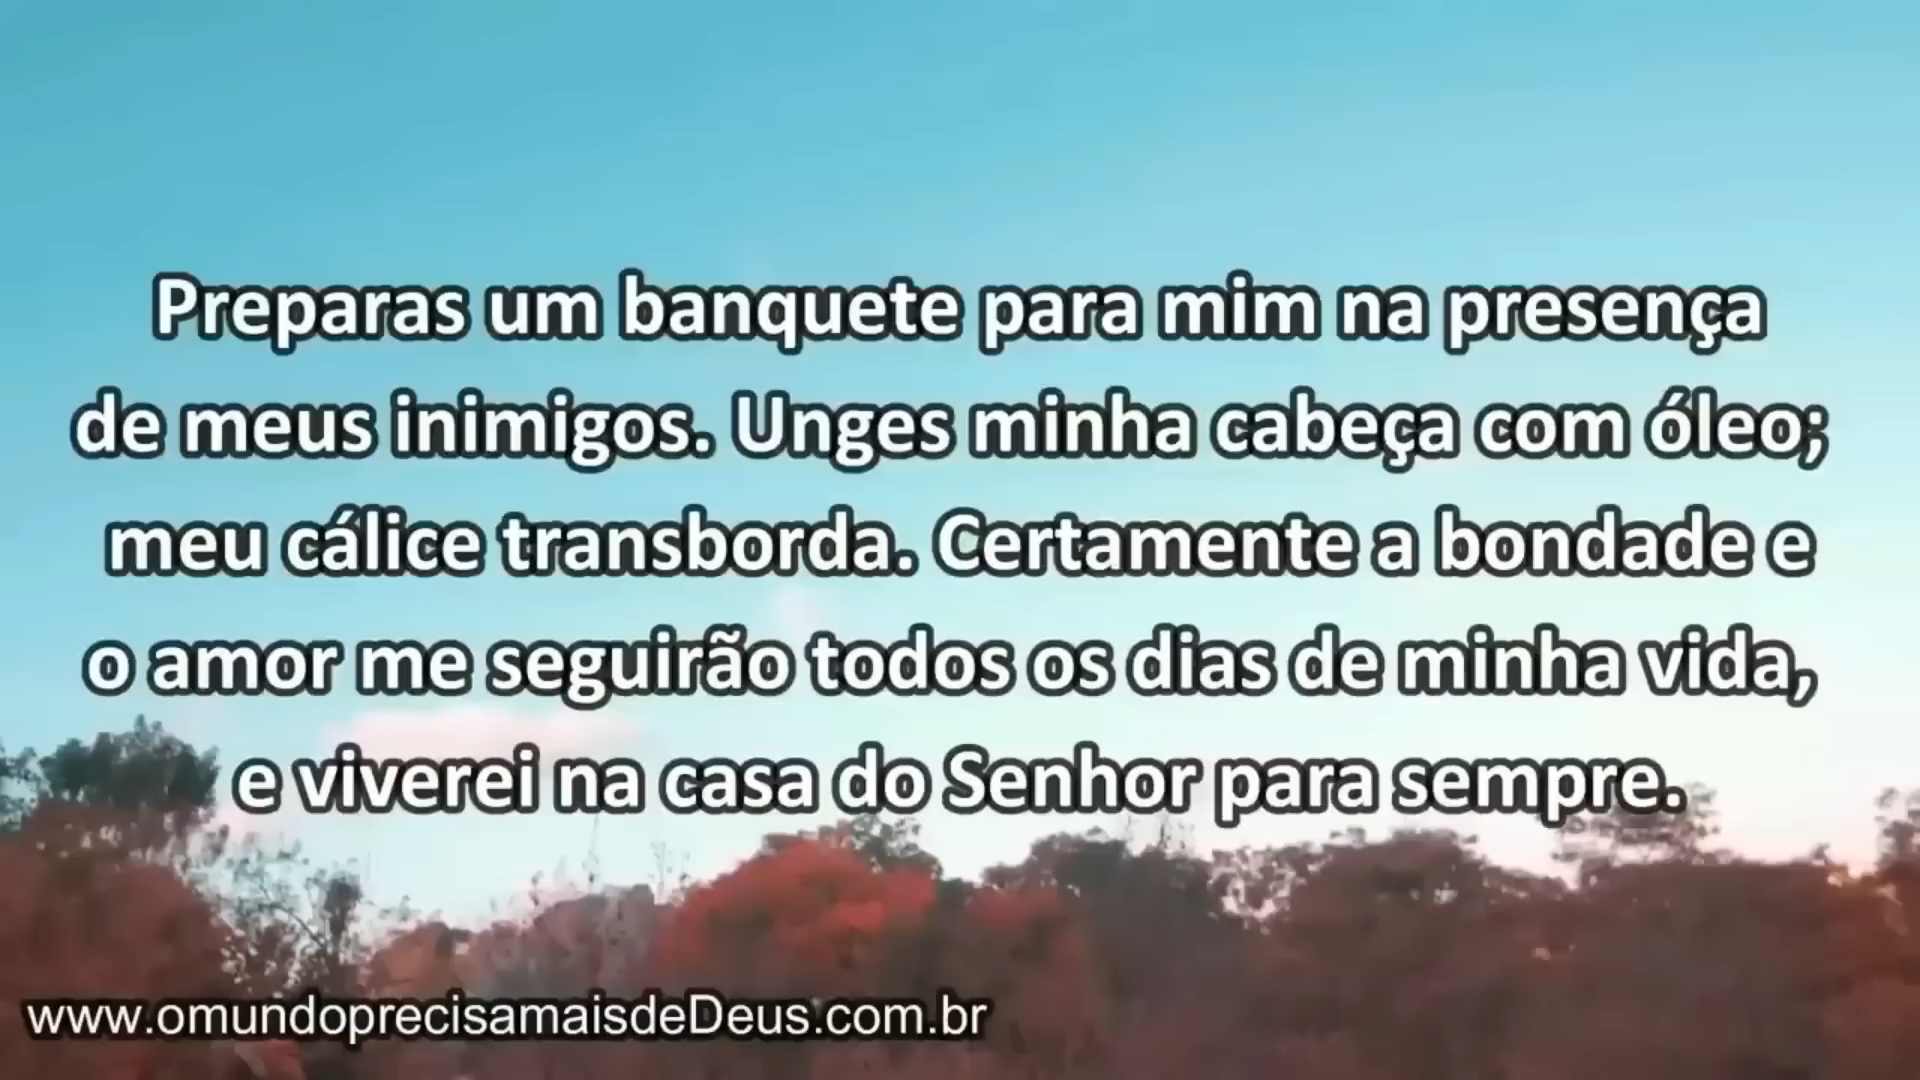 Preparas um banquete para mim na presença
de meus inimigos. Unges minha cabeça com óleo;
meu cálice transborda. Certamente a bondade e
o amor me seguirão todos os dias de minha vida,
e viverei na casa do Senhor para sempre.
www.omundoprecisamaisdeDeus.com.br